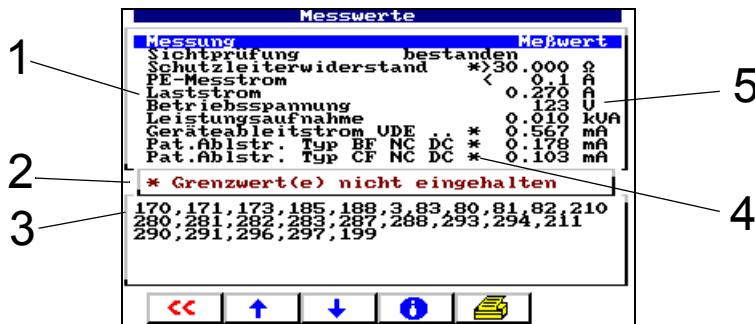 Messwerte
Messung Meßwert
Sichtprüfung bestanden
Schutzleiterwiderstand *>30.000 Ω
PE-Messtrom < 0.1 A
Laststrom 0.270 A
Betriebsspannung 123 V
Leistungsaufnahme 0.010 kVA
Geräteableitstrom VDE .. * 0.567 mA
Pat.Ablstr. Typ BF NC DC * 0.178 mA
Pat.Ablstr. Typ CF NC DC * 0.103 mA
* Grenzwert(e) nicht eingehalten
170,171,173,185,188,3,83,80,81,82,210
280,281,282,283,287,288,293,294,211
290,291,296,297,199
<<
1
2
3
4
5